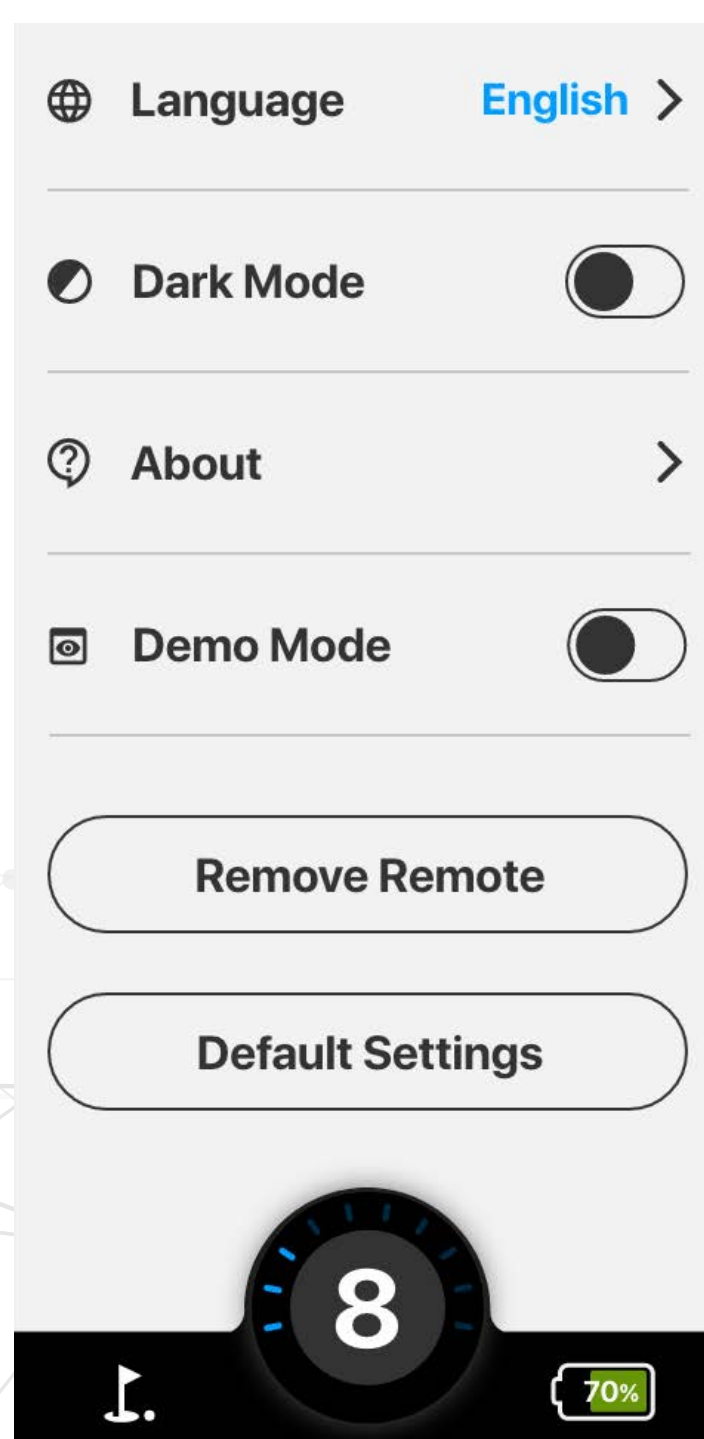 Language English
Dark Mode
About
Demo Mode
Remove Remote
Default Settings
8
70%